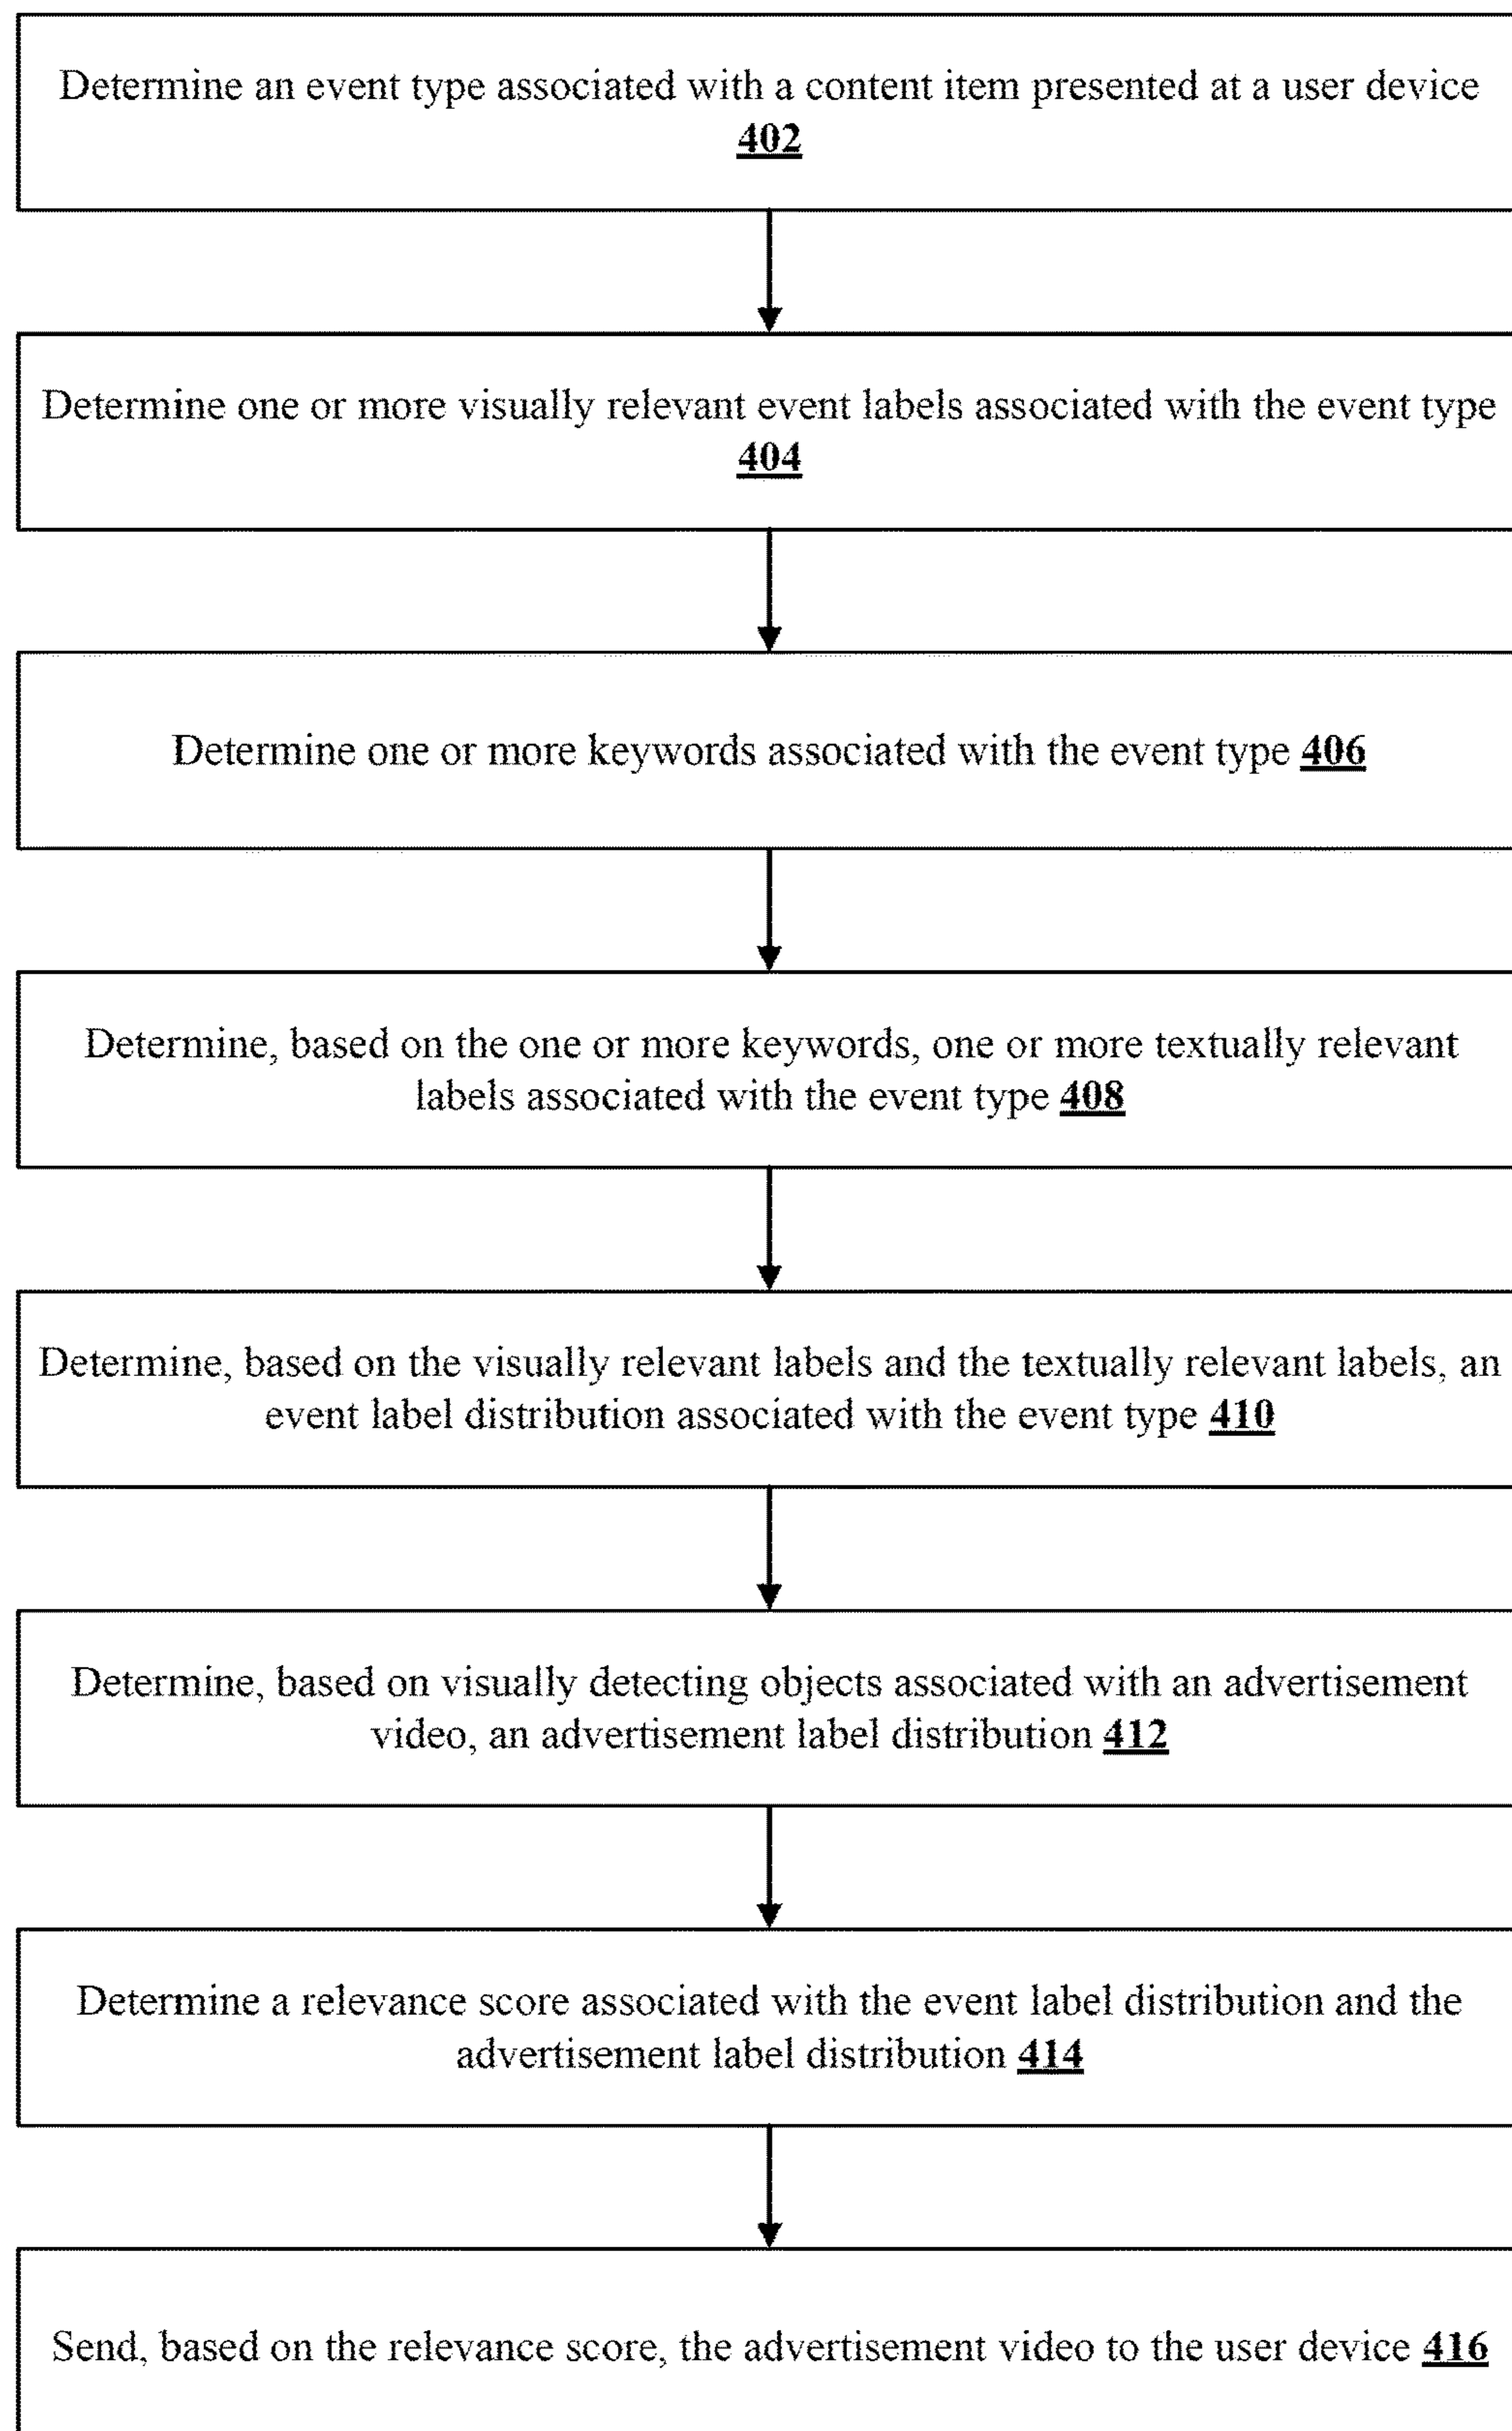 Determine an event type associated with a content item presented at a user device
402
Determine one or more visually relevant event labels associated with the event type
404
Determine one or more keywords associated with the event type 406
Determine, based on the one or more keywords, one or more textually relevant
labels associated with the event type 408
Determine, based on the visually relevant labels and the textually relevant labels, an
event label distribution associated with the event type 410
Determine, based on visually detecting objects associated with an advertisement
video, an advertisement label distribution 412
Determine a relevance score associated with the event label distribution and the
advertisement label distribution 414
Send, based on the relevance score, the advertisement video to the user device 416